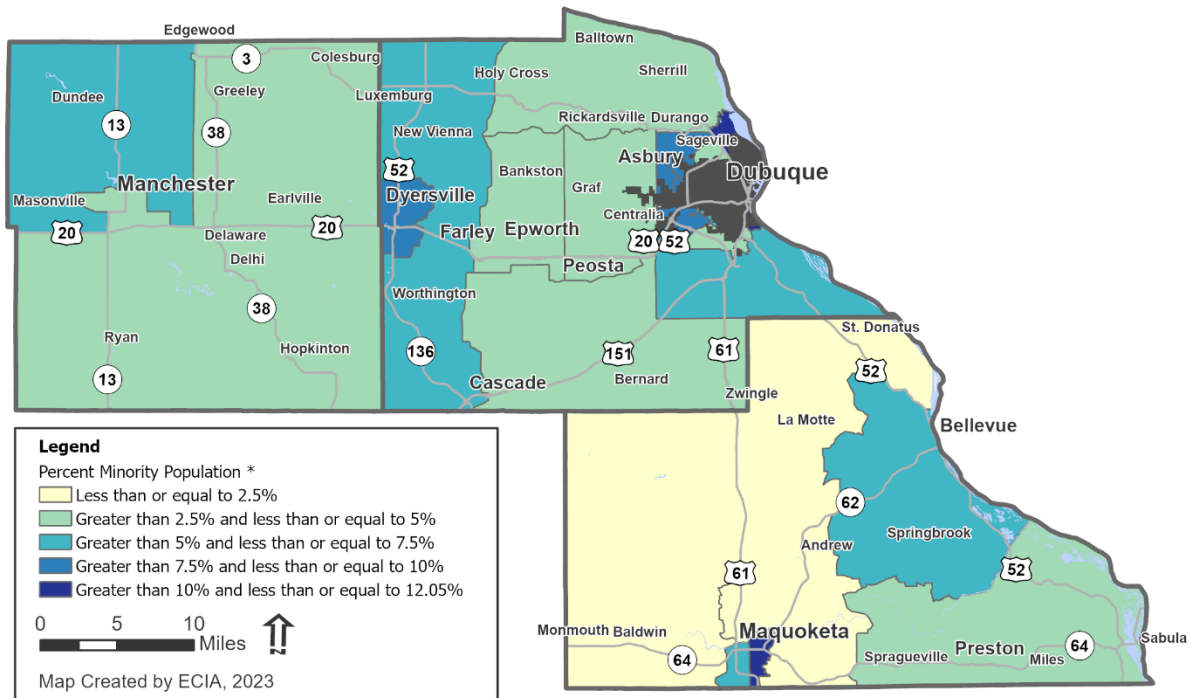 Edgewood
Balltown
3
Colesburg
Holy Cross
Sherrill
Dundee
Greeley
Luxemburg
13
38
New Vienna
Rickardsville
Durango
Sageville
52
Bankston
Asbury
Manchester
Dyersville
Graf
Dubuque
Masonville
Earlville
Centralia
20
Delaware
20
Farley
Epworth
20
52
Delhi
Peosta
Worthington
38
St. Donatus
Ryan
Hopkinton
136
151
61
52
13
Cascade
Bernard
Zwingle
La Motte
Bellevue
62
Springbrook
Andrew
61
52
Monmouth
Baldwin
Maquoketa
Preston
64
Sabula
64
Spragueville
Miles
Legend
Percent Minority Population *
Less than or equal to 2.5%
Greater than 2.5% and less than or equal to 5%
Greater than 5% and less than or equal to 7.5%
Greater than 7.5% and less than or equal to 10%
Greater than 10% and less than or equal to 12.05%
0 5 10
Miles
Map Created by ECIA, 2023